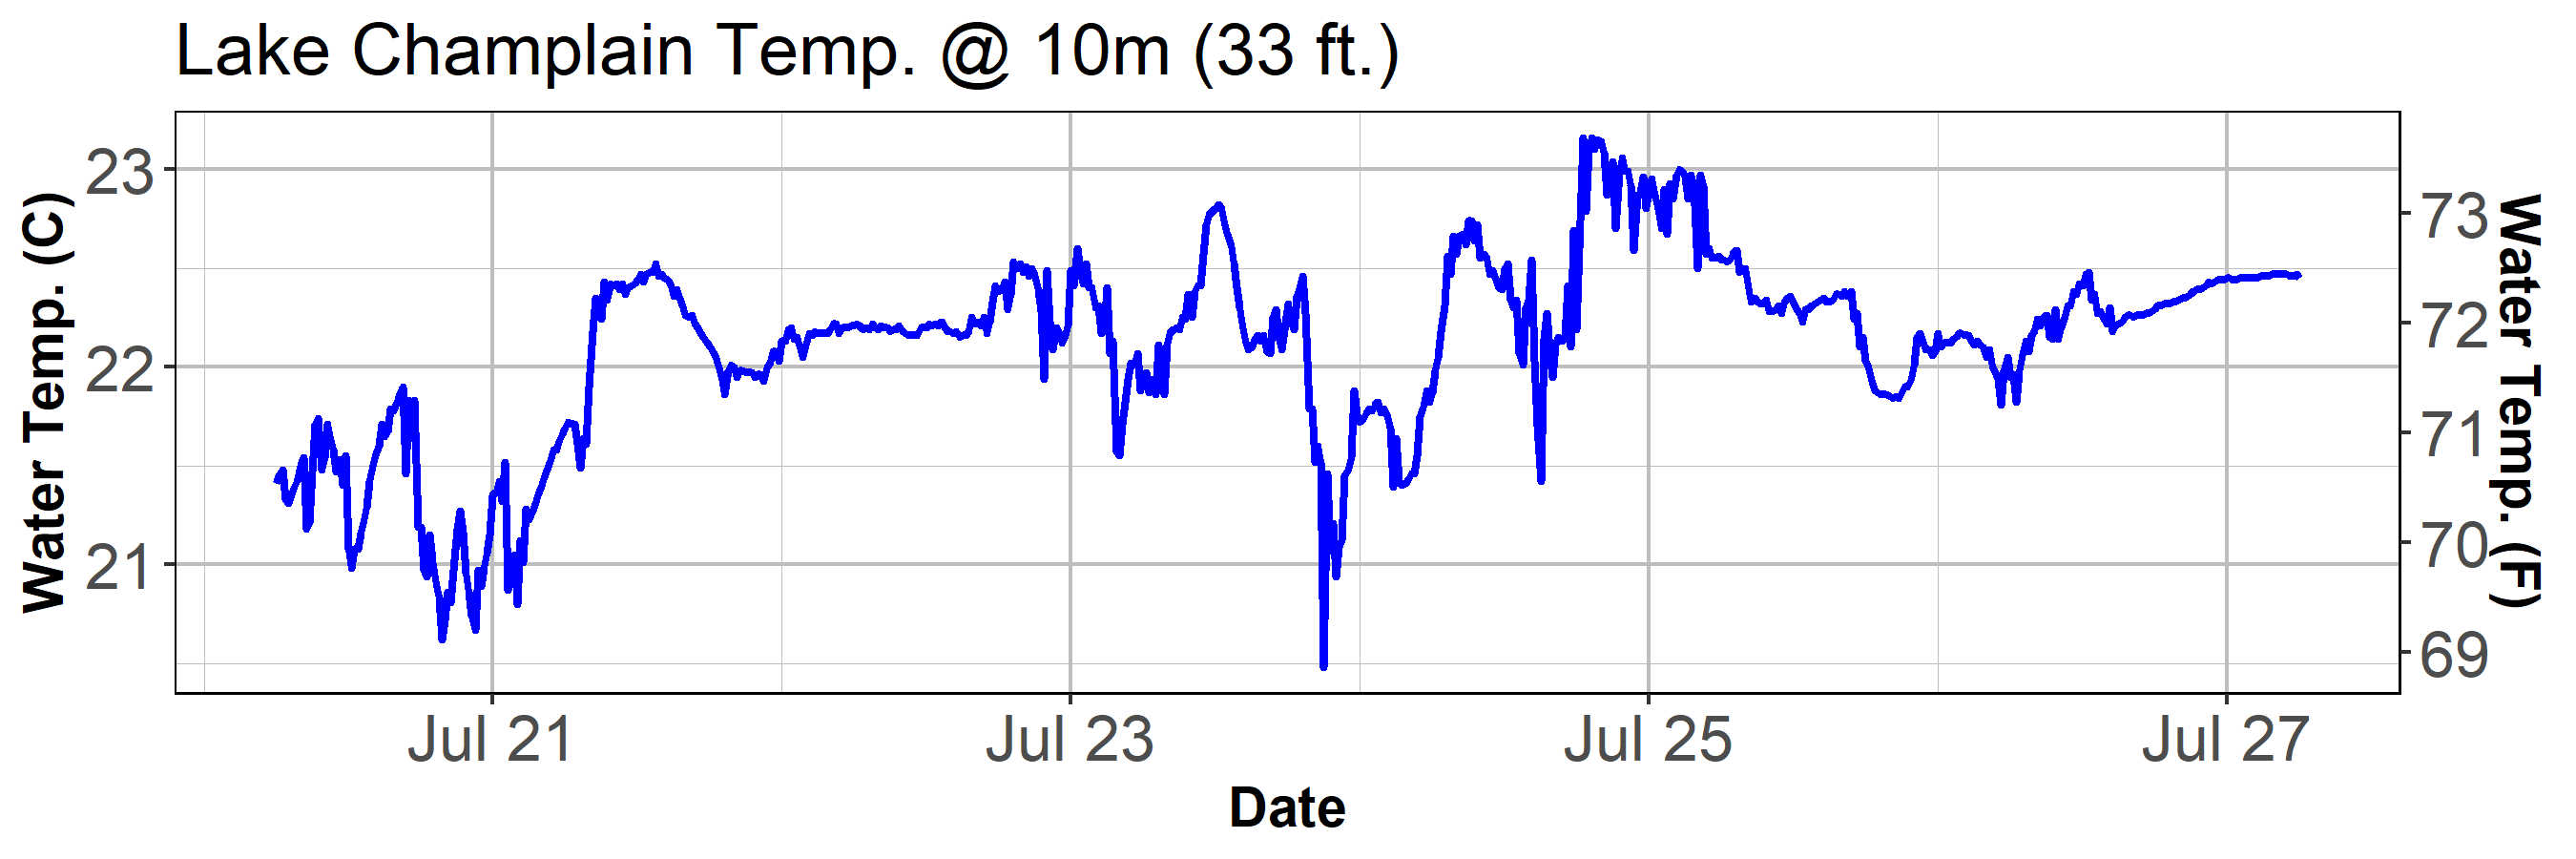 Lake Champlain Temp. @ 10m (33 ft.)
Water Temp. (C)
23
22
21
73
72
71
70
69
Water Temp. (F)
Jul 21
Jul 23
Jul 25
Jul 27
Date